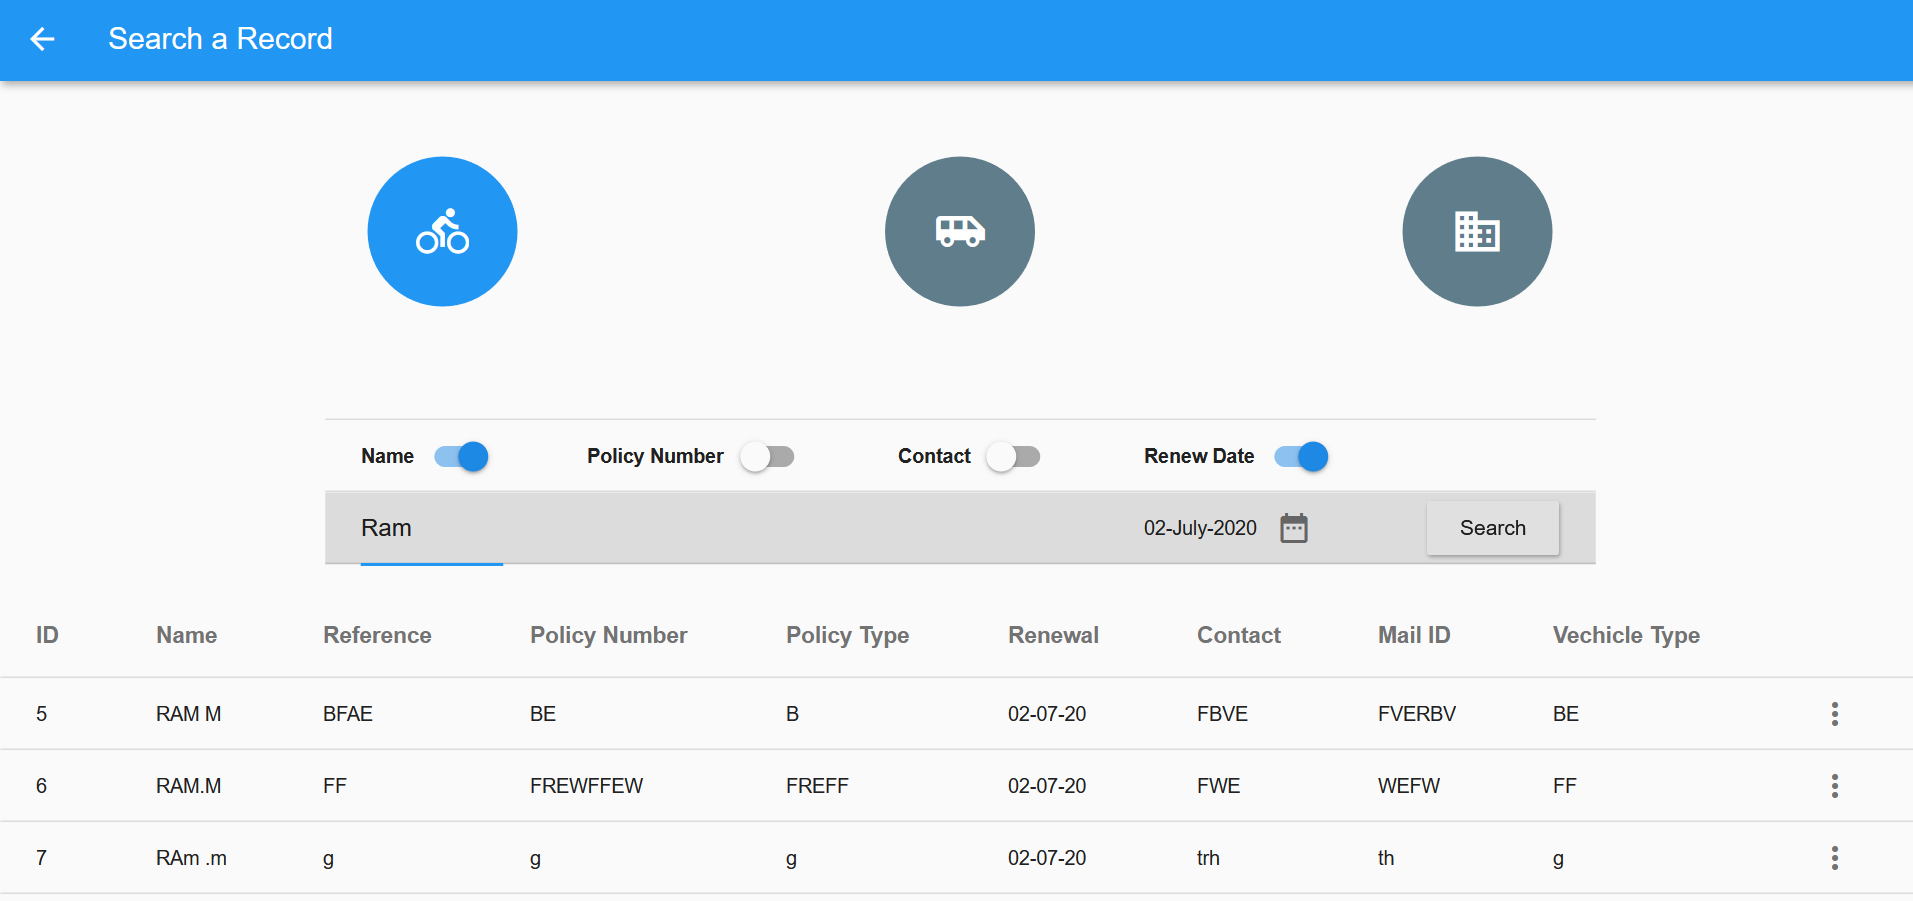 Search a Record
Name Policy Number Contact Renew Date
Ram 02-July-2020 Search
ID Name Reference Policy Number Policy Type Renewal Contact Mail ID Vechicle Type
5 RAM M BFAE BE B 02-07-20 FBVE FVERBV BE
6 RAM.M FF FREWFFEW FREFF 02-07-20 FWE WEFW FF
7 RAm .m g g g 02-07-20 trh th g